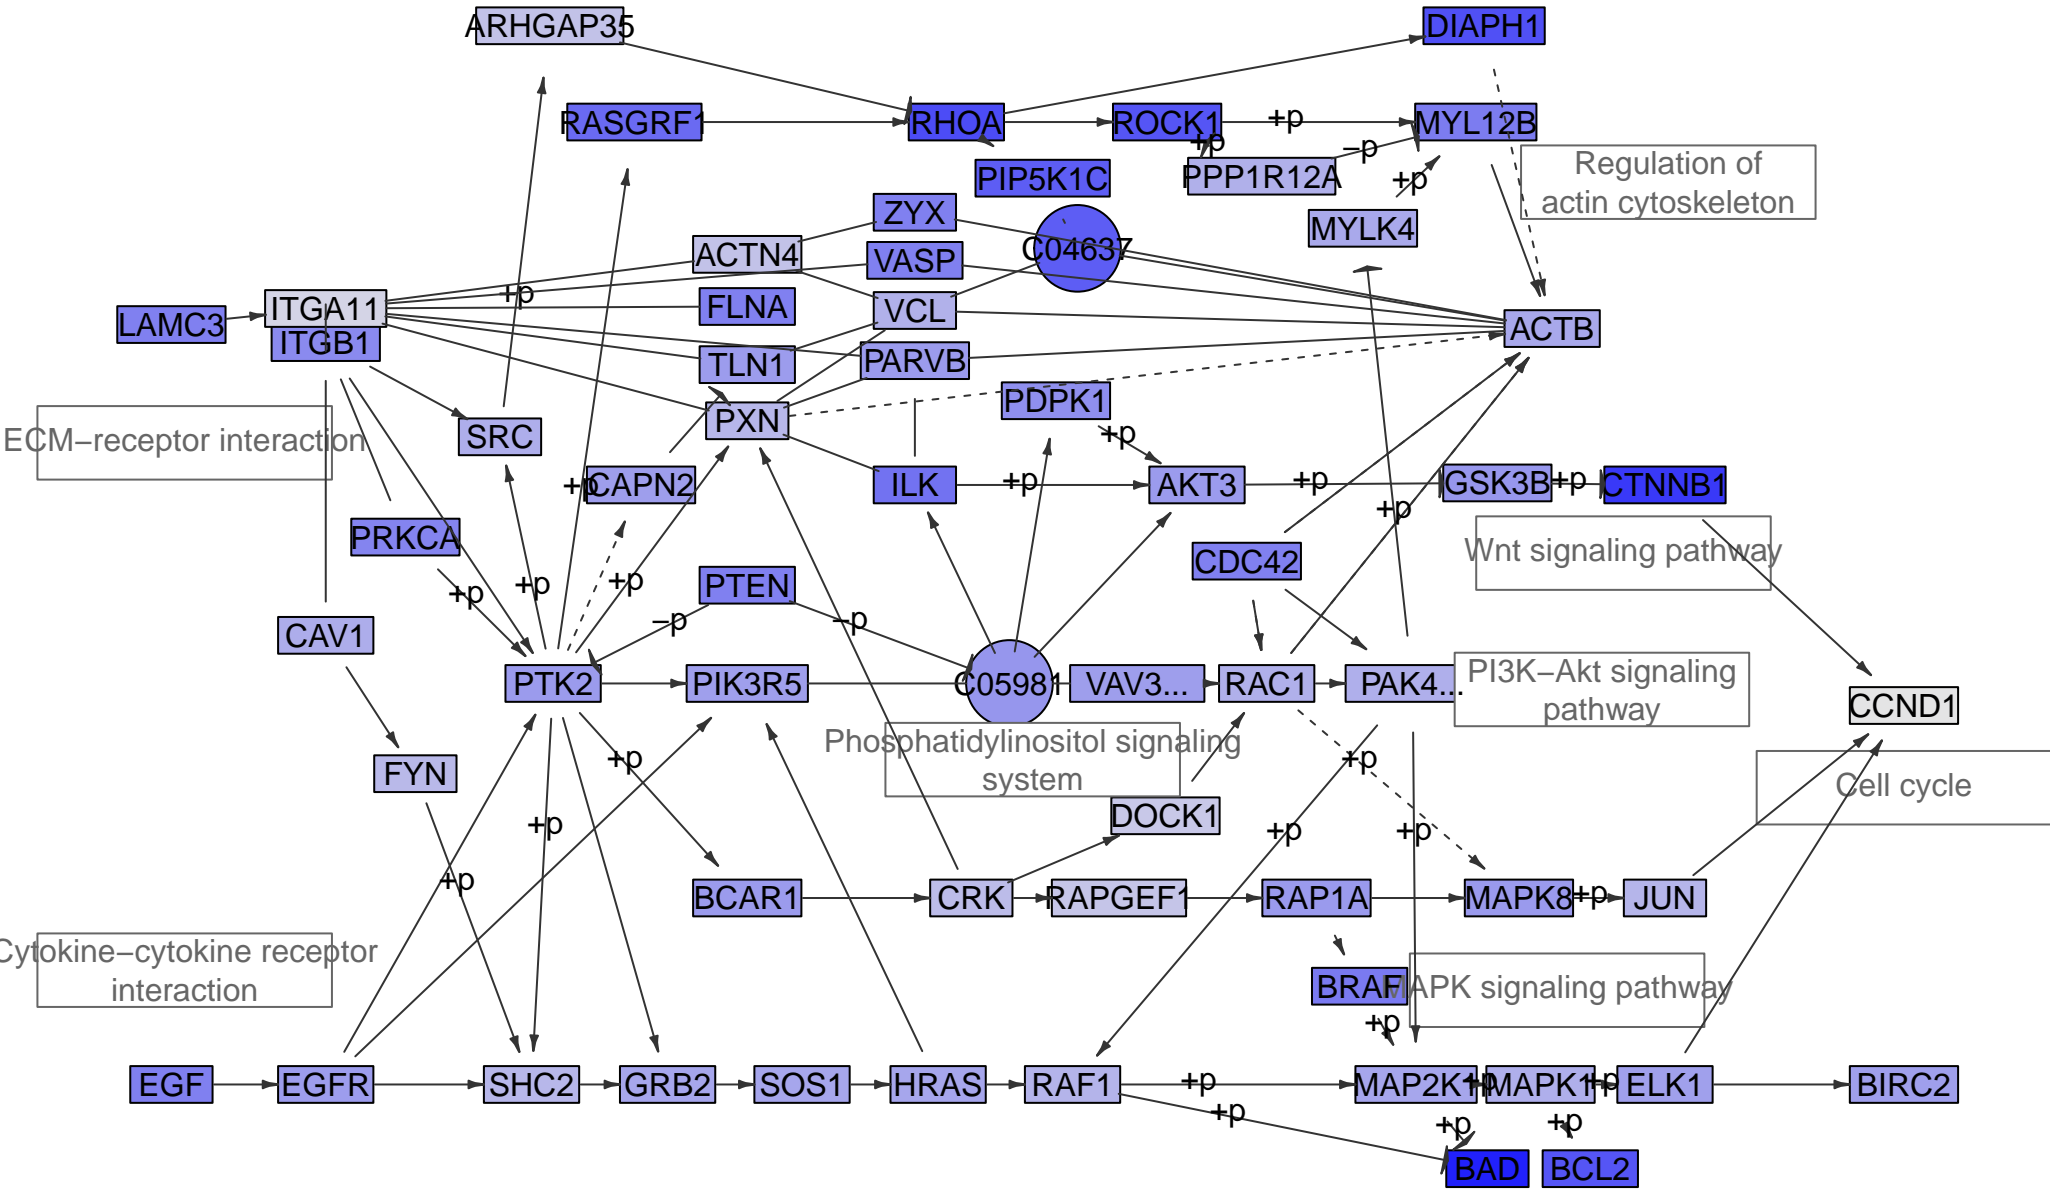 ARHGAP35
DIAPH1
RASGRF1
RHOA
ROCK1
+p
MYL12B
+p
−p
PIP5K1C
PPP1R12A
+p
Regulation of
actin cytoskeleton
ZYX
MYLK4
ACTN4
VASP
C04637
+p
ITGA11
FLNA
VCL
LAMC3
ITGB1
ACTB
TLN1
PARVB
PDPK1
PXN
+p
ECM−receptor interaction
SRC
+p
CAPN2
ILK
+p
AKT3
+p
GSK3B
+p
CTNNB1
+p
PRKCA
Wnt signaling pathway
CDC42
+p
+p
+p
PTEN
−p
−p
CAV1
PTK2
PIK3R5
C05981
VAV3...
RAC1
PAK4...
PI3K−Akt signaling
pathway
CCND1
Phosphatidylinositol signaling
system
+p
+p
FYN
Cell cycle
DOCK1
+p
+p
+p
+p
BCAR1
CRK
RAPGEF1
RAP1A
MAPK8
+p
JUN
Cytokine−cytokine receptor
interaction
BRAF
MAPK signaling pathway
+p
EGF
EGFR
SHC2
GRB2
SOS1
HRAS
RAF1
+p
MAP2K1
+p
MAPK1
+p
ELK1
BIRC2
+p
+p
+p
BAD
BCL2